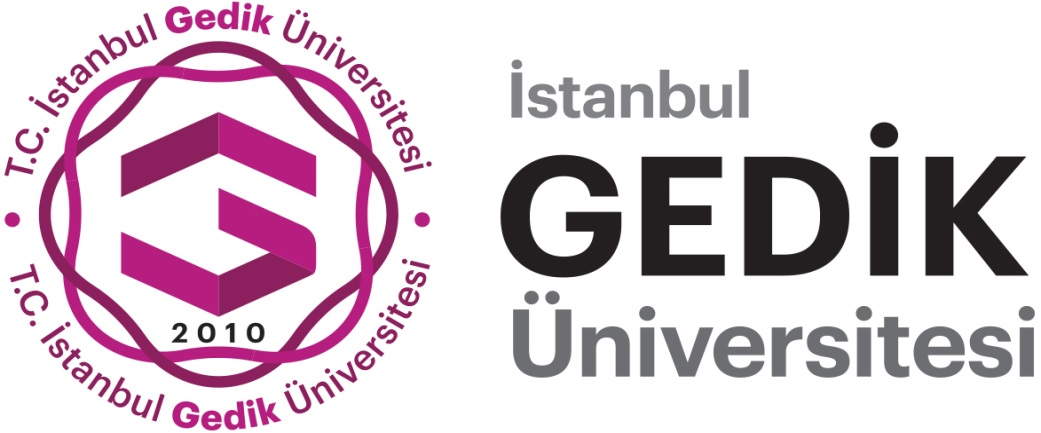 T.C. İstanbul Gedik Üniversitesi
2010
T.C. İstanbul Gedik Üniversitesi
İstanbul
GEDİK
Üniversitesi